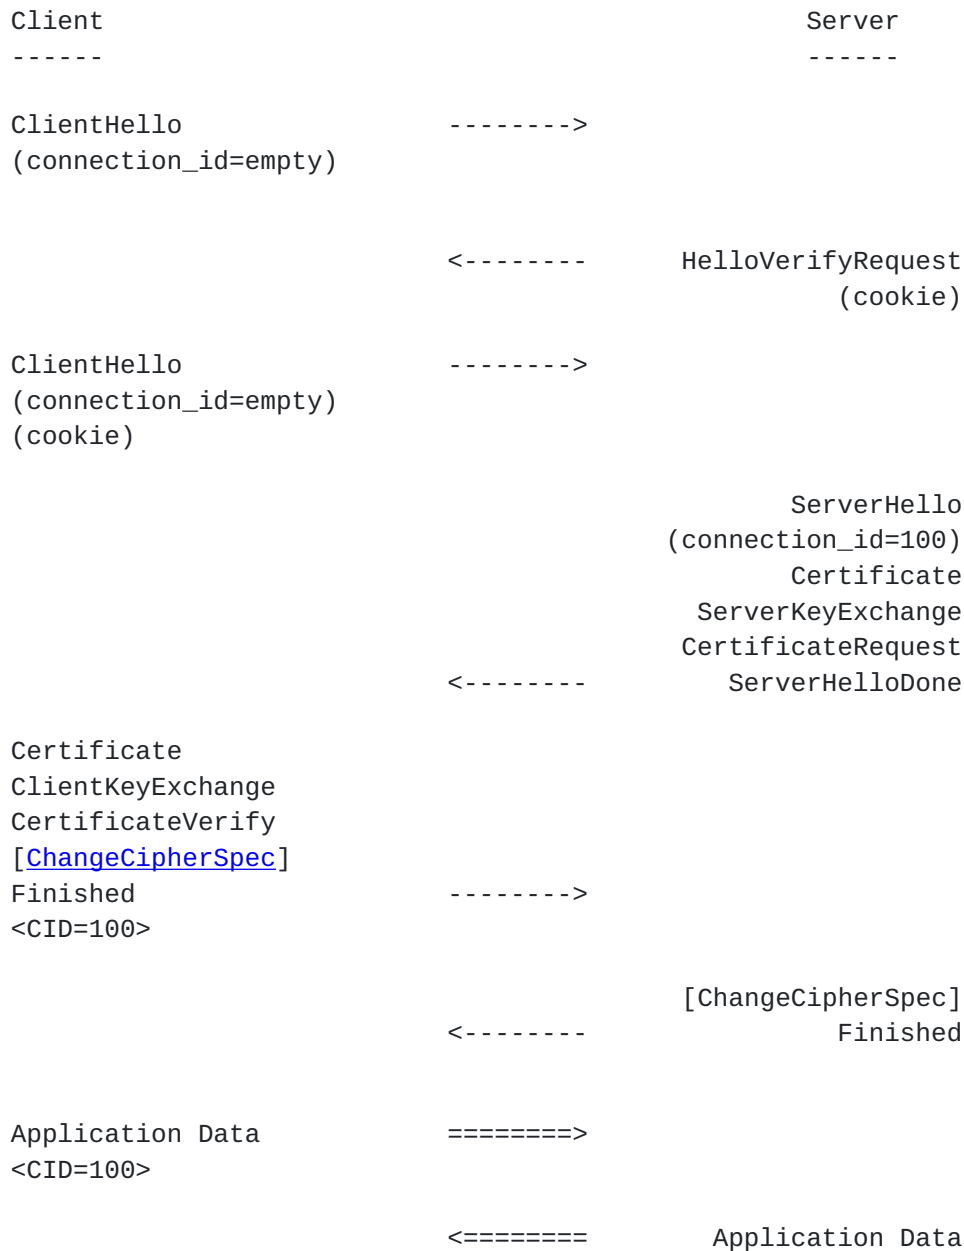 Client                                             Server
------                                             ------
ClientHello                 -------->
(connection_id=empty)
                            <--------      HelloVerifyRequest
                                                     (cookie)
ClientHello                 -------->
(connection_id=empty)
(cookie)
                                                  ServerHello
                                          (connection_id=100)
                                                  Certificate
                                            ServerKeyExchange
                                           CertificateRequest
                            <--------         ServerHelloDone
Certificate
ClientKeyExchange
CertificateVerify
[ChangeCipherSpec]
Finished                    -------->
<CID=100>
                                           [ChangeCipherSpec]
                            <--------                Finished
Application Data            ========>
<CID=100>
                            <========        Application Data